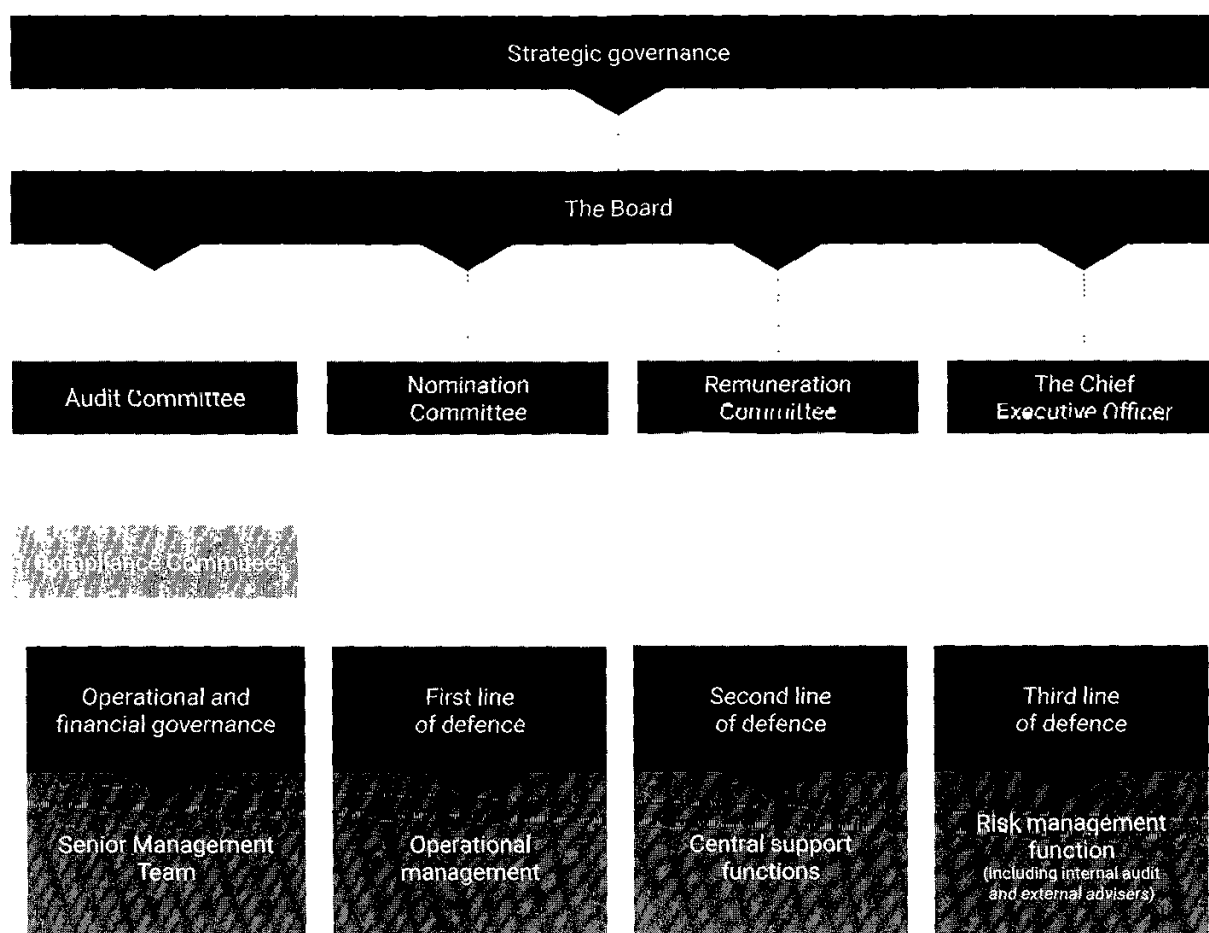 Strategic governance
The Board
Audit Committee
Nomination
Committee
Remuneration
Committee
The Chief
Executive Officer
Compliance Committee
Operational and
financial governance
First line
of defence
Second line
of defence
Third line
of defence
Senior Management
Team
Operational
management
Central support
functions
Risk management
function
(including internal audit
and external advisers)